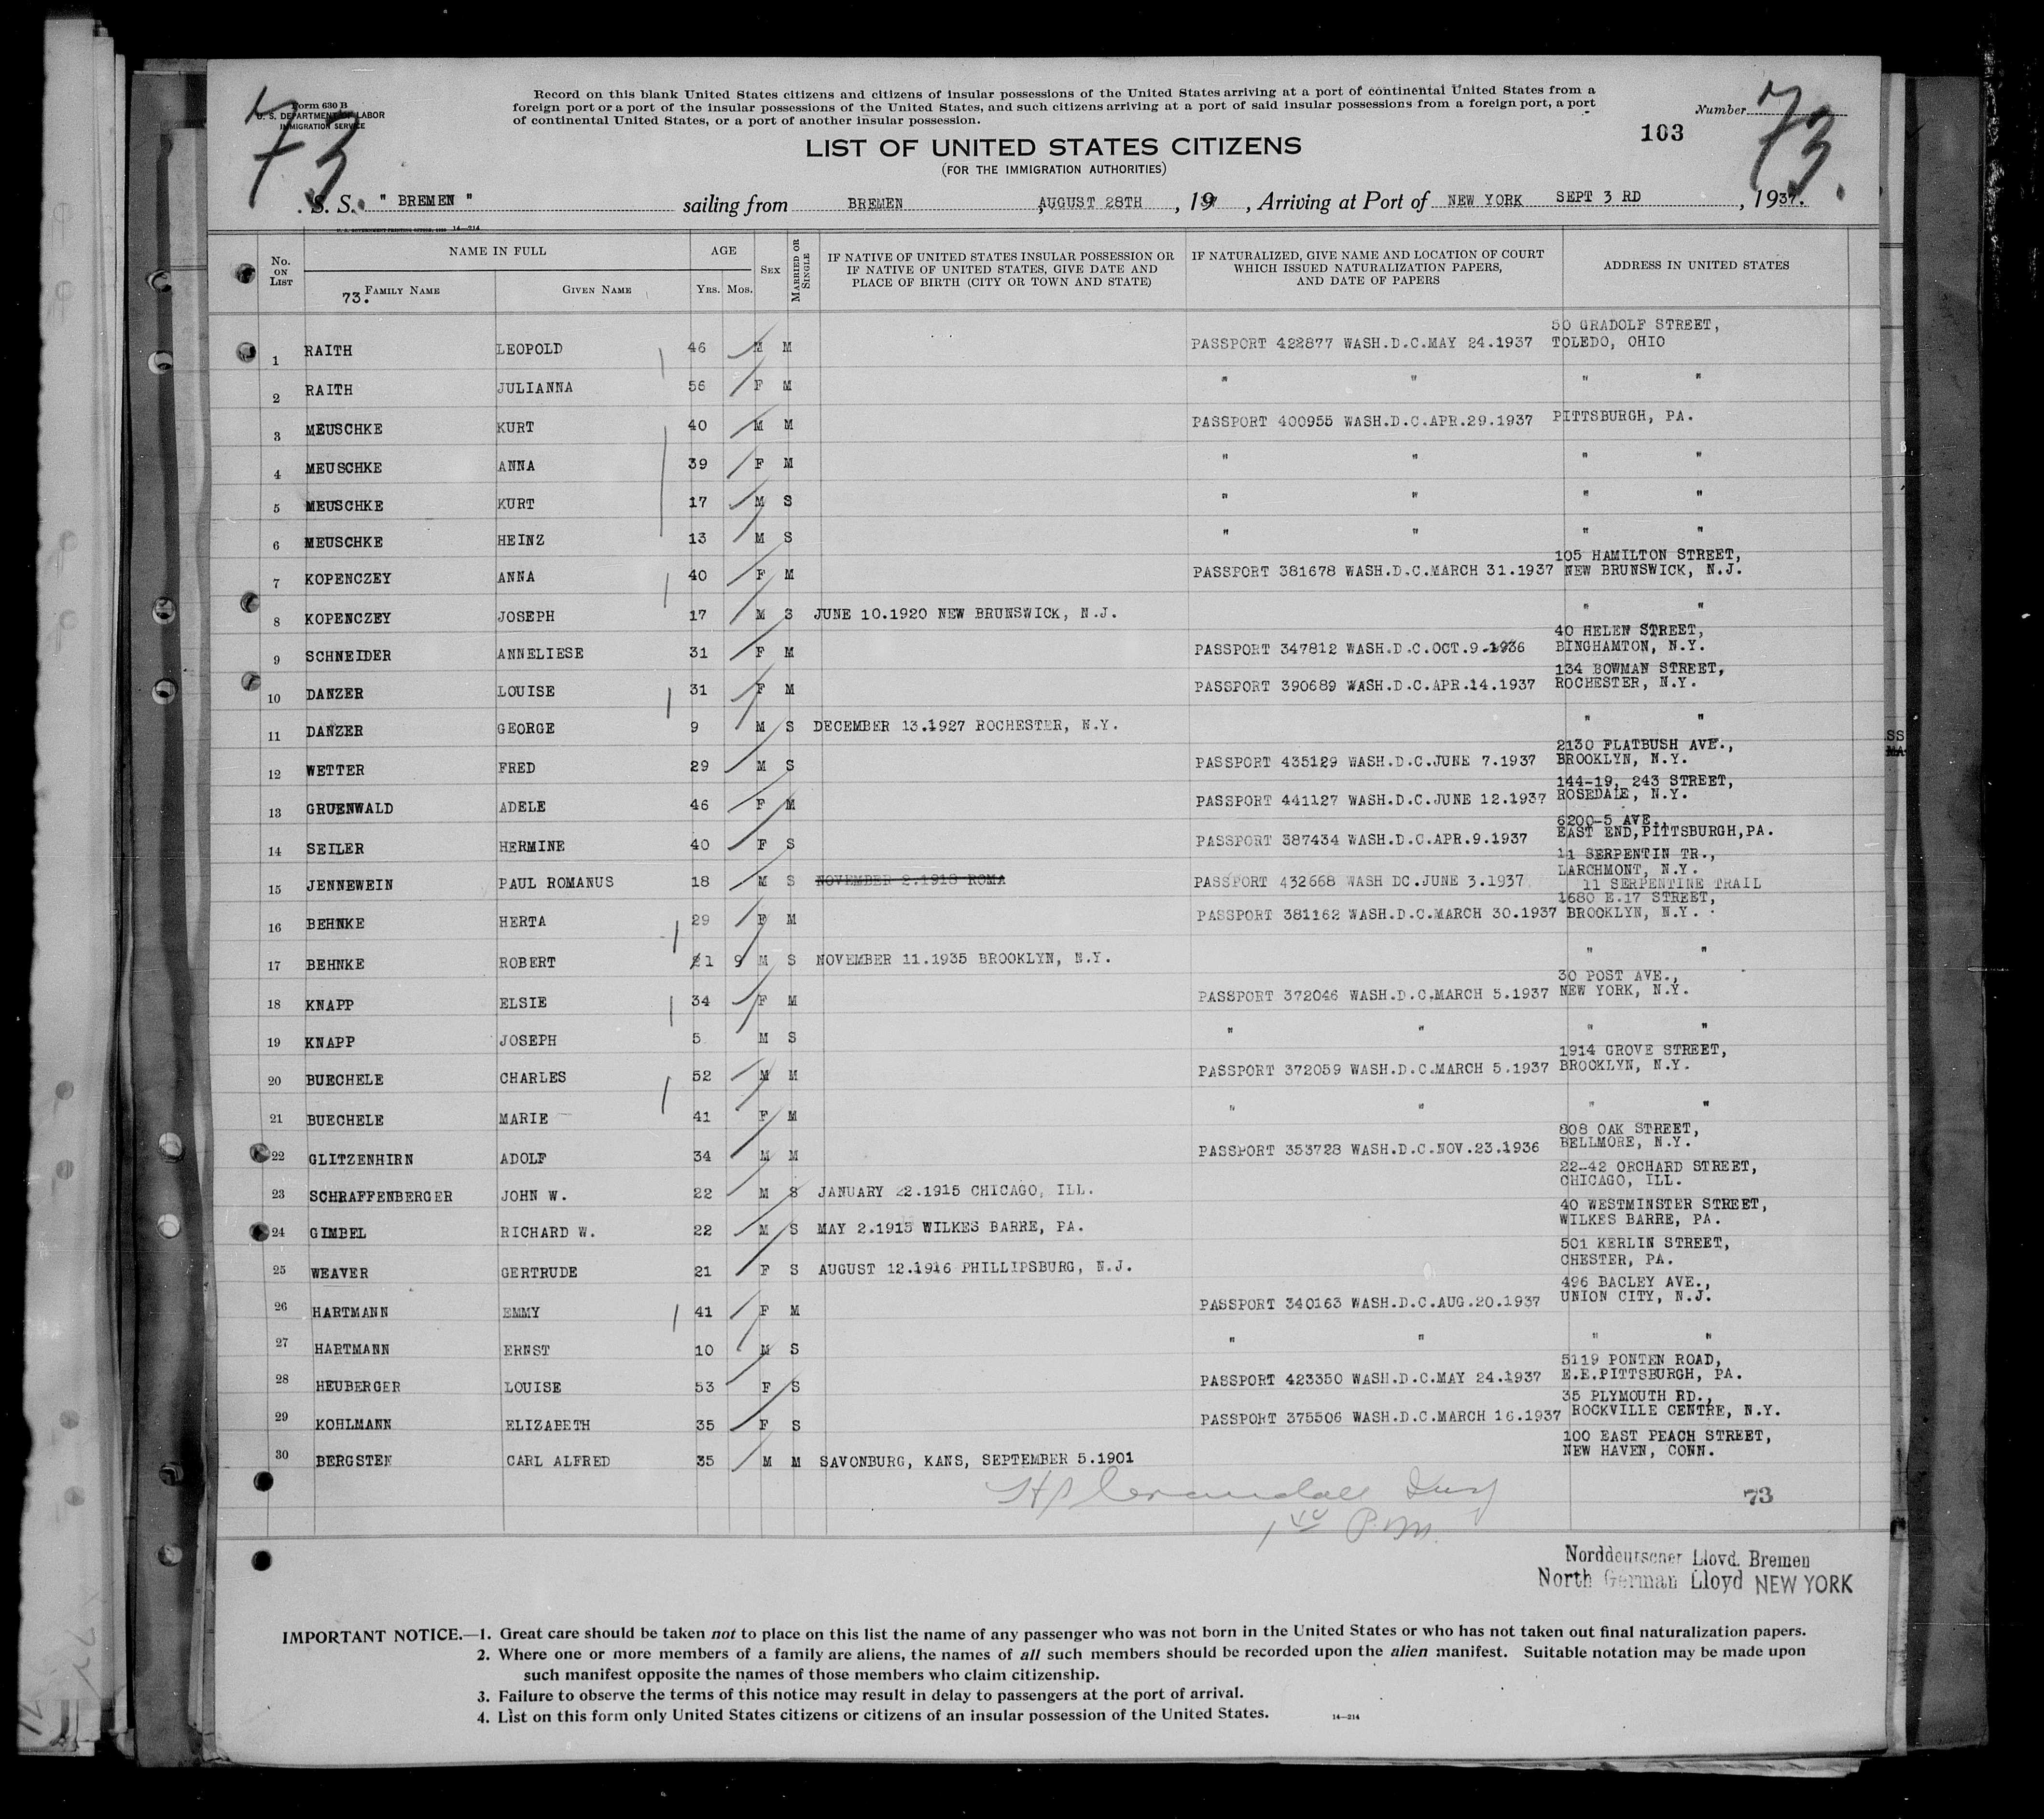 73
Form 630 B
U. S. DEPARTMENT OF LABOR
IMMIGRATION SERVICE
Record on this blank United States citizens and citizens of insular possessions of the United States arriving at a port of continental United States from a
foreign port or a port of the insular possessions of the United States, and such citizens arriving at a port of said insular possessions from a foreign port, a port
of continental United States, or a port of another insular possession.
Number 73.
103
LIST OF UNITED STATES CITIZENS
(FOR THE IMMIGRATION AUTHORITIES)
S. S. " BREMEN " sailing from BREMEN , AUGUST 28TH , 1937 , Arriving at Port of NEW YORK SEPT 3 RD , 1937.
14—214
No. ON LIST NAME IN FULL AGE SEX MARRIED OR SINGLE IF NATIVE OF UNITED STATES INSULAR POSSESSION OR IF NATIVE OF UNITED STATES, GIVE DATE AND PLACE OF BIRTH (CITY OR TOWN AND STATE) IF NATURALIZED, GIVE NAME AND LOCATION OF COURT WHICH ISSUED NATURALIZATION PAPERS, AND DATE OF PAPERS ADDRESS IN UNITED STATES
73. FAMILY NAME GIVEN NAME YRS. MOS.
50 GRADOLF STREET,
1 RAITH LEOPOLD 46 M M PASSPORT 422877 WASH.D.C.MAY 24.1937 TOLEDO, OHIO
2 RAITH JULIANNA 56 F M " " " "
3 MEUSCHKE KURT 40 M M PASSPORT 400955 WASH.D.C.APR.29.1937 PITTSBURGH, PA.
4 MEUSCHKE ANNA 39 F M " " " "
5 MEUSCHKE KURT 17 M S " " " "
6 MEUSCHKE HEINZ 13 M S " " " "
105 HAMILTON STREET,
7 KOPENCZEY ANNA 40 F M PASSPORT 381678 WASH.D.C.MARCH 31.1937 NEW BRUNSWICK, N.J.
8 KOPENCZEY JOSEPH 17 M S JUNE 10.1920 NEW BRUNSWICK, N.J. " "
40 HELEN STREET,
9 SCHNEIDER ANNELIESE 31 F M PASSPORT 347812 WASH.D.C.OCT.9.1936 BINGHAMTON, N.Y.
134 BOWMAN STREET,
10 DANZER LOUISE 31 F M PASSPORT 390689 WASH.D.C.APR.14.1937 ROCHESTER, N.Y.
11 DANZER GEORGE 9 M S DECEMBER 13.1927 ROCHESTER, N.Y. " "
2130 FLATBUSH AVE.,
12 WETTER FRED 29 M S PASSPORT 435129 WASH.D.C.JUNE 7.1937 BROOKLYN, N.Y.
144-19, 243 STREET,
13 GRUENWALD ADELE 46 F M PASSPORT 441127 WASH.D.C.JUNE 12.1937 ROSEDALE, N.Y.
6200-5 AVE.,
14 SEILER HERMINE 40 F S PASSPORT 387434 WASH.D.C.APR.9.1937 EAST END,PITTSBURGH,PA.
11 SERPENTIN TR.,
15 JENNEWEIN PAUL ROMANUS 18 M S NOVEMBER 2.1918 ROMA PASSPORT 432668 WASH DC.JUNE 3.1937 LARCHMONT, N.Y.
11 SERPENTINE TRAIL
1680 E.17 STREET,
16 BEHNKE HERTA 29 F M PASSPORT 381162 WASH.D.C.MARCH 30.1937 BROOKLYN, N.Y.
17 BEHNKE ROBERT 1 9 M S NOVEMBER 11.1935 BROOKLYN, N.Y. " "
30 POST AVE.,
18 KNAPP ELSIE 34 F M PASSPORT 372046 WASH.D.C.MARCH 5.1937 NEW YORK, N.Y.
19 KNAPP JOSEPH 5 M S " " " "
1914 GROVE STREET,
20 BUECHELE CHARLES 52 M M PASSPORT 372059 WASH.D.C.MARCH 5.1937 BROOKLYN, N.Y.
21 BUECHELE MARIE 41 F M " " " "
808 OAK STREET,
22 GLITZENHIRN ADOLF 34 M M PASSPORT 353728 WASH.D.C.NOV.23.1936 BELLMORE, N.Y.
22-42 ORCHARD STREET,
23 SCHRAFFENBERGER JOHN W. 22 M S JANUARY 22.1915 CHICAGO, ILL. CHICAGO, ILL.
40 WESTMINSTER STREET,
24 GIMBEL RICHARD W. 22 M S MAY 2.1915 WILKES BARRE, PA. WILKES BARRE, PA.
501 KERLIN STREET,
25 WEAVER GERTRUDE 21 F S AUGUST 12.1916 PHILLIPSBURG, N.J. CHESTER, PA.
496 BACLEY AVE.,
26 HARTMANN EMMY 41 F M PASSPORT 340163 WASH.D.C.AUG.20.1937 UNION CITY, N.J.
27 HARTMANN ERNST 10 M S " " " "
5119 PONTEN ROAD,
28 HEUBERGER LOUISE 53 F S PASSPORT 423350 WASH.D.C.MAY 24.1937 E.E.PITTSBURGH, PA.
35 PLYMOUTH RD.,
29 KOHLMANN ELIZABETH 35 F S PASSPORT 375506 WASH.D.C.MARCH 16.1937 ROCKVILLE CENTRE, N.Y.
100 EAST PEACH STREET,
30 BERGSTEN CARL ALFRED 35 M M SAVONBURG, KANS, SEPTEMBER 5.1901 NEW HAVEN, CONN.
73
Norddeutscher Lloyd Bremen
North German Lloyd NEW YORK
IMPORTANT NOTICE.—1. Great care should be taken not to place on this list the name of any passenger who was not born in the United States or who has not taken out final naturalization papers.
2. Where one or more members of a family are aliens, the names of all such members should be recorded upon the alien manifest. Suitable notation may be made upon
such manifest opposite the names of those members who claim citizenship.
3. Failure to observe the terms of this notice may result in delay to passengers at the port of arrival.
4. List on this form only United States citizens or citizens of an insular possession of the United States.
14—214